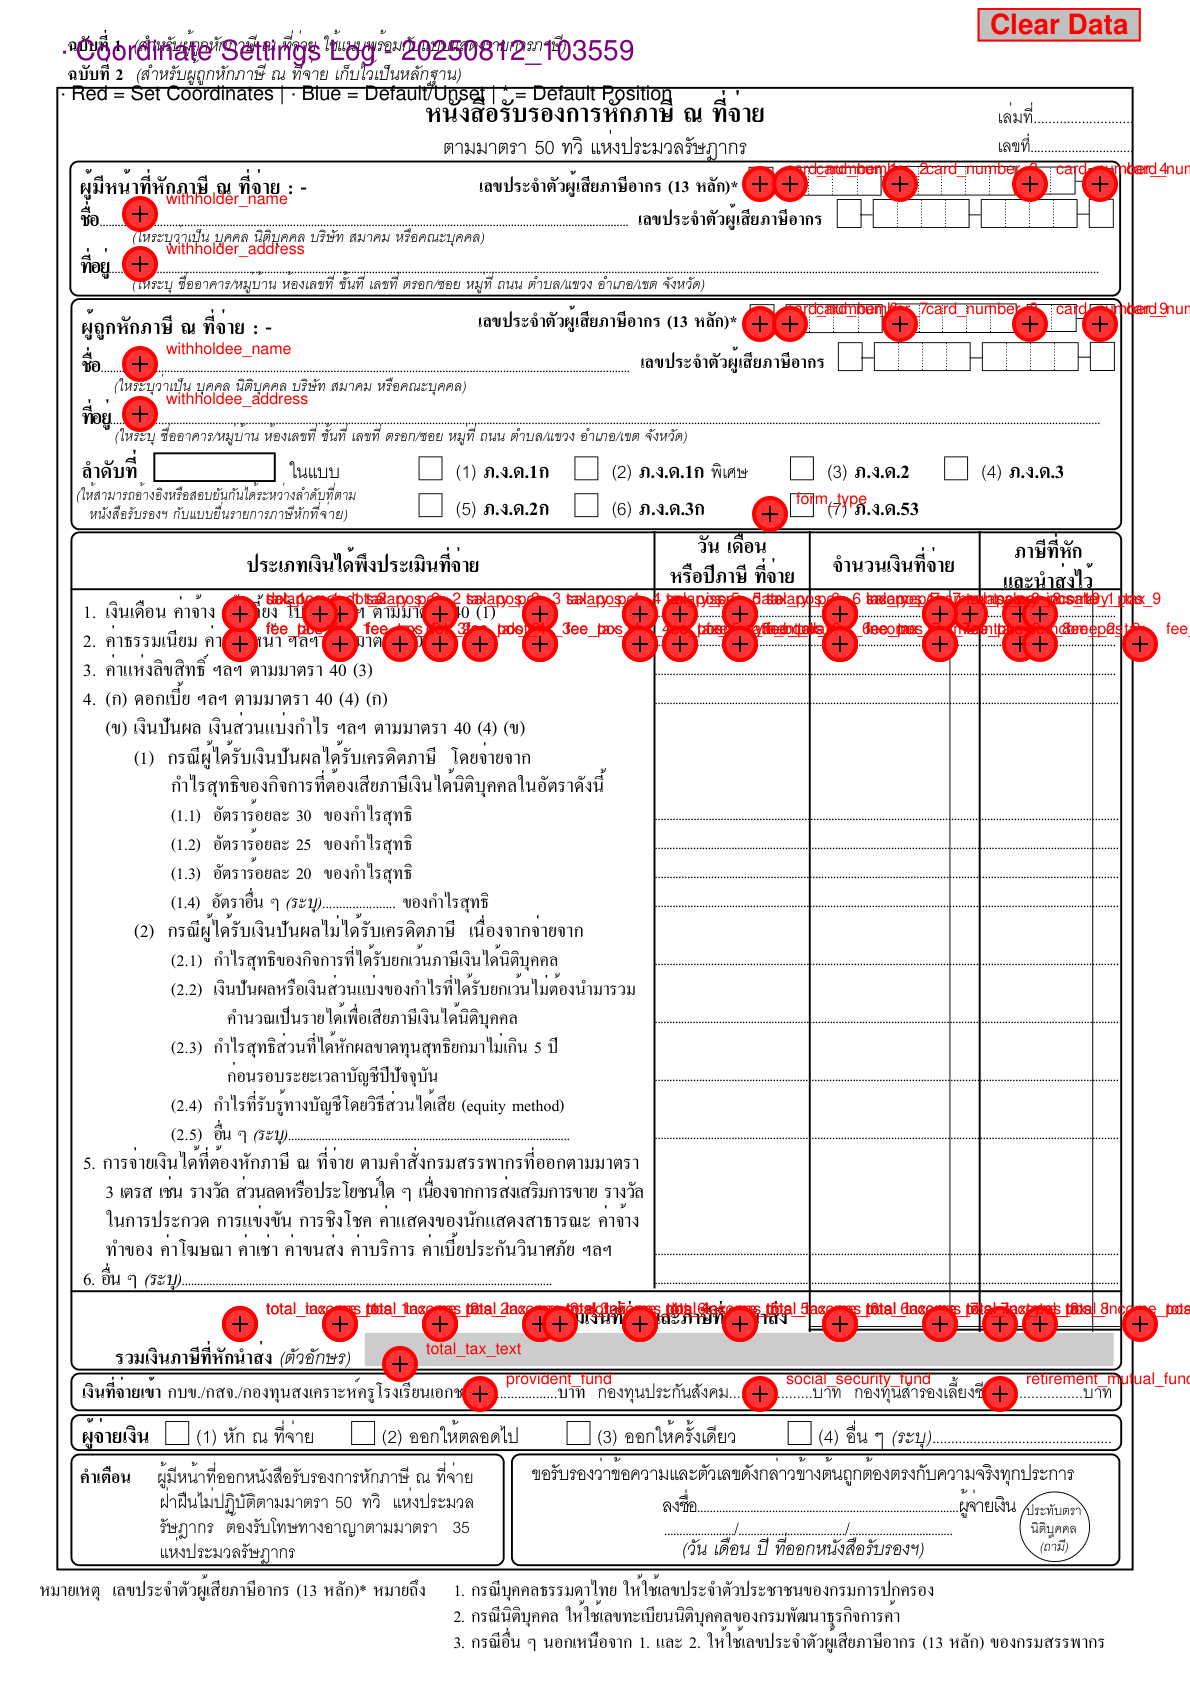 Clear Data
ฉบับที่ 1 (สำหรับผู้ถูกหักภาษี ณ ที่จ่าย ใช้แนบพร้อมกับแบบแสดงรายการภาษี)
· Coordinate Settings Log - 20250812_103559
ฉบับที่ 2 (สำหรับผู้ถูกหักภาษี ณ ที่จ่าย เก็บไว้เป็นหลักฐาน)
· Red = Set Coordinates | · Blue = Default/Unset | * = Default Position
หนังสือรับรองการหักภาษี ณ ที่จ่าย
เล่มที่
ตามมาตรา 50 ทวิ แห่งประมวลรัษฎากร
เลขที่
ผู้มีหน้าที่หักภาษี ณ ที่จ่าย : -
เลขประจำตัวผู้เสียภาษีอากร (13 หลัก)*
withholder_name
ชื่อ
เลขประจำตัวผู้เสียภาษีอากร
(ให้ระบุว่าเป็น บุคคล นิติบุคคล บริษัท สมาคม หรือคณะบุคคล)
withholder_address
ที่อยู่
(ให้ระบุ ชื่ออาคาร/หมู่บ้าน ห้องเลขที่ ชั้นที่ เลขที่ ตรอก/ซอย หมู่ที่ ถนน ตำบล/แขวง อำเภอ/เขต จังหวัด)
ผู้ถูกหักภาษี ณ ที่จ่าย : -
เลขประจำตัวผู้เสียภาษีอากร (13 หลัก)*
withholdee_name
ชื่อ
เลขประจำตัวผู้เสียภาษีอากร
(ให้ระบุว่าเป็น บุคคล นิติบุคคล บริษัท สมาคม หรือคณะบุคคล)
withholdee_address
ที่อยู่
(ให้ระบุ ชื่ออาคาร/หมู่บ้าน ห้องเลขที่ ชั้นที่ เลขที่ ตรอก/ซอย หมู่ที่ ถนน ตำบล/แขวง อำเภอ/เขต จังหวัด)
ลำดับที่ ในแบบ (1) ภ.ง.ด.1ก (2) ภ.ง.ด.1ก พิเศษ (3) ภ.ง.ด.2 (4) ภ.ง.ด.3
(ให้สามารถอ้างอิงหรือสอบยันกันได้ระหว่างลำดับที่ตาม
หนังสือรับรองฯ กับแบบยื่นรายการภาษีหักที่จ่าย)
form_type
(5) ภ.ง.ด.2ก (6) ภ.ง.ด.3ก (7) ภ.ง.ด.53
ประเภทเงินได้พึงประเมินที่จ่าย
วัน เดือน
หรือปีภาษี ที่จ่าย
จำนวนเงินที่จ่าย
ภาษีที่หัก
และนำส่งไว้
1. เงินเดือน ค่าจ้าง ตามมาตรา 40 (1)
2. ค่าธรรมเนียม
3. ค่าแห่งลิขสิทธิ์ ฯลฯ ตามมาตรา 40 (3)
4. (ก) ดอกเบี้ย ฯลฯ ตามมาตรา 40 (4) (ก)
(ข) เงินปันผล เงินส่วนแบ่งกำไร ฯลฯ ตามมาตรา 40 (4) (ข)
(1) กรณีผู้ได้รับเงินปันผลได้รับเครดิตภาษี โดยจ่ายจาก
กำไรสุทธิของกิจการที่ต้องเสียภาษีเงินได้นิติบุคคลในอัตราดังนี้
(1.1) อัตราร้อยละ 30 ของกำไรสุทธิ
(1.2) อัตราร้อยละ 25 ของกำไรสุทธิ
(1.3) อัตราร้อยละ 20 ของกำไรสุทธิ
(1.4) อัตราอื่น ๆ (ระบุ) ของกำไรสุทธิ
(2) กรณีผู้ได้รับเงินปันผลไม่ได้รับเครดิตภาษี เนื่องจากจ่ายจาก
(2.1) กำไรสุทธิของกิจการที่ได้รับยกเว้นภาษีเงินได้นิติบุคคล
(2.2) เงินปันผลหรือเงินส่วนแบ่งของกำไรที่ได้รับยกเว้นไม่ต้องนำมารวม
คำนวณเป็นรายได้เพื่อเสียภาษีเงินได้นิติบุคคล
(2.3) กำไรสุทธิส่วนที่ได้หักผลขาดทุนสุทธิยกมาไม่เกิน 5 ปี
ก่อนรอบระยะเวลาบัญชีปีปัจจุบัน
(2.4) กำไรที่รับรู้ทางบัญชีโดยวิธีส่วนได้เสีย (equity method)
(2.5) อื่น ๆ (ระบุ)
5. การจ่ายเงินได้ที่ต้องหักภาษี ณ ที่จ่าย ตามคำสั่งกรมสรรพากรที่ออกตามมาตรา
3 เตรส เช่น รางวัล ส่วนลดหรือประโยชน์ใด ๆ เนื่องจากการส่งเสริมการขาย รางวัล
ในการประกวด การแข่งขัน การชิงโชค ค่าแสดงของนักแสดงสาธารณะ ค่าจ้าง
ทำของ ค่าโฆษณา ค่าเช่า ค่าขนส่ง ค่าบริการ ค่าเบี้ยประกันวินาศภัย ฯลฯ
6. อื่น ๆ (ระบุ)
total_tax_text
รวมเงินภาษีที่หักนำส่ง (ตัวอักษร)
provident_fund social_security_fund retirement_mutual_fund
เงินที่จ่ายเข้า กบข./กสจ./กองทุนสงเคราะห์ครูโรงเรียนเอกชน บาท กองทุนประกันสังคม บาท กองทุนสำรองเลี้ยงชีพ บาท
ผู้จ่ายเงิน (1) หัก ณ ที่จ่าย (2) ออกให้ตลอดไป (3) ออกให้ครั้งเดียว (4) อื่น ๆ (ระบุ)
คำเตือน ผู้มีหน้าที่ออกหนังสือรับรองการหักภาษี ณ ที่จ่าย
ฝ่าฝืนไม่ปฏิบัติตามมาตรา 50 ทวิ แห่งประมวล
รัษฎากร ต้องรับโทษทางอาญาตามมาตรา 35
แห่งประมวลรัษฎากร
ขอรับรองว่าข้อความและตัวเลขดังกล่าวข้างต้นถูกต้องตรงกับความจริงทุกประการ
ลงชื่อ ผู้จ่ายเงิน
(วัน เดือน ปี ที่ออกหนังสือรับรองฯ)
ประทับตรา
นิติบุคคล
(ถ้ามี)
หมายเหตุ เลขประจำตัวผู้เสียภาษีอากร (13 หลัก)* หมายถึง 1. กรณีบุคคลธรรมดาไทย ให้ใช้เลขประจำตัวประชาชนของกรมการปกครอง
2. กรณีนิติบุคคล ให้ใช้เลขทะเบียนนิติบุคคลของกรมพัฒนาธุรกิจการค้า
3. กรณีอื่น ๆ นอกเหนือจาก 1. และ 2. ให้ใช้เลขประจำตัวผู้เสียภาษีอากร (13 หลัก) ของกรมสรรพากร